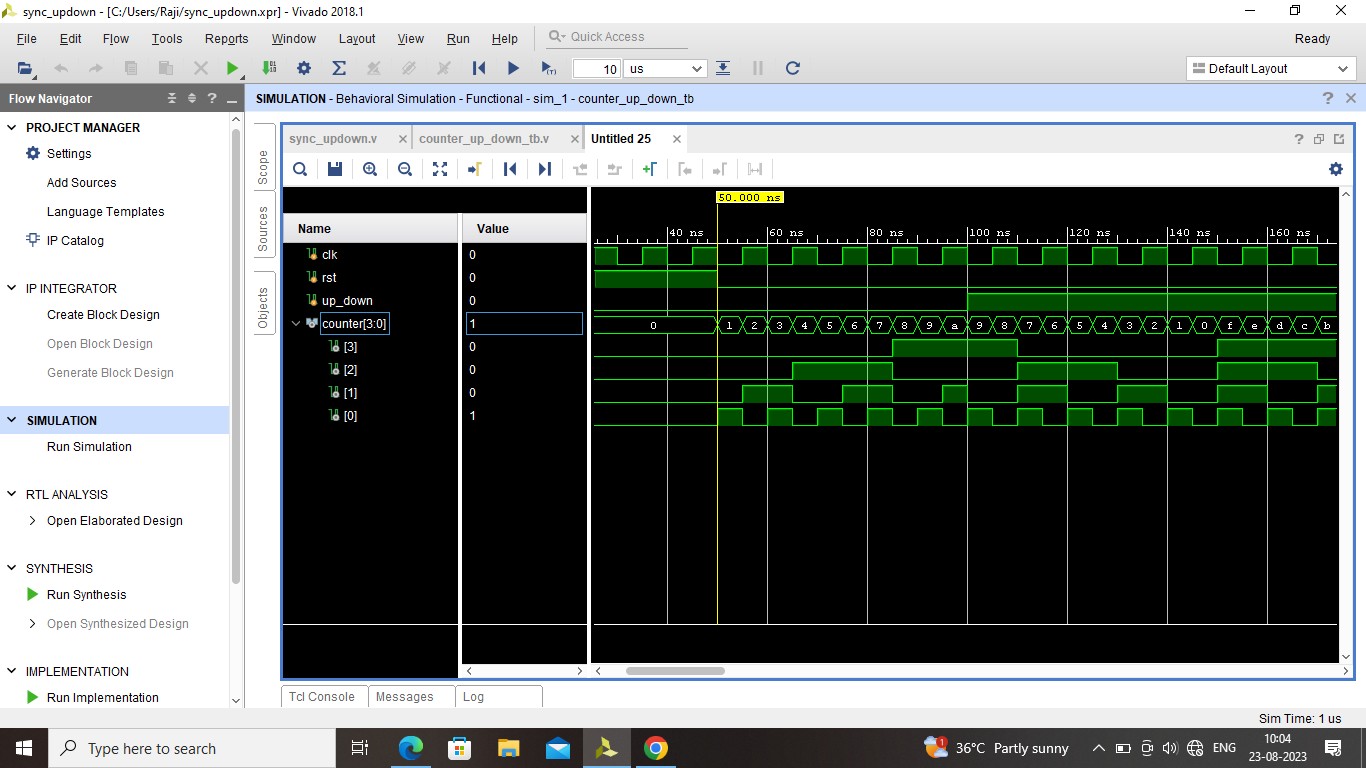 sync_updown - [C:/Users/Raji/sync_updown.xpr] - Vivado 2018.1
File Edit Flow Tools Reports Window Layout View Run Help Quick Access Ready
10 us Default Layout
Flow Navigator
SIMULATION - Behavioral Simulation - Functional - sim_1 - counter_up_down_tb
PROJECT MANAGER
Settings
Add Sources
Language Templates
IP Catalog
IP INTEGRATOR
Create Block Design
Open Block Design
Generate Block Design
SIMULATION
Run Simulation
RTL ANALYSIS
Open Elaborated Design
SYNTHESIS
Run Synthesis
Open Synthesized Design
IMPLEMENTATION
Run Implementation
Scope
Sources
Objects
sync_updown.v counter_up_down_tb.v Untitled 25
50.000 ns
Name Value
40 ns 60 ns 80 ns 100 ns 120 ns 140 ns 160 ns
clk 0
rst 0
up_down 0
counter[3:0] 1 0 1 2 3 4 5 6 7 8 9 a 9 8 7 6 5 4 3 2 1 0 f e d c b
[3] 0
[2] 0
[1] 0
[0] 1
Tcl Console Messages Log
Sim Time: 1 us
Type here to search
1 36°C Partly sunny ENG 10:04
23-08-2023